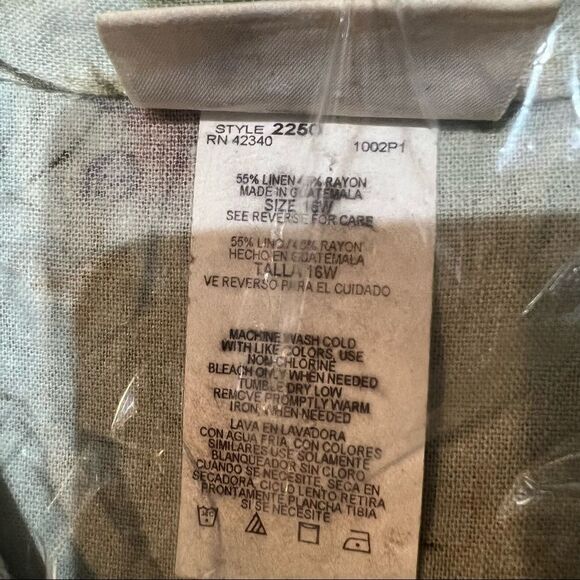 STYLE 2250
RN 42340
1002P1
55% LINEN 45% RAYON
MADE IN GUATEMALA
SIZE 16W
SEE REVERSE FOR CARE
55% LINO/45% RAYON
HECHO EN GUATEMALA
TALLA 16W
VE REVERSO PARA EL CUIDADO
MACHINE WASH COLD
WITH LIKE COLORS, USE
NON-CHLORINE
BLEACH ONLY WHEN NEEDED
TUMBLE DRY LOW
REMOVE PROMPTLY WARM
IRON, WHEN NEEDED
LAVA EN LAVADORA
CON AGUA FRIA, CON COLORES
SIMILARES USE SOLAMENTE
BLANQUEADOR SIN CLORO
CUANDO SE NECESITE, SECA EN
SECADORA, CICLO LENTO RETIRA
PRONTAMENTE PLANCHA TIBIA
SI SE NECESITE